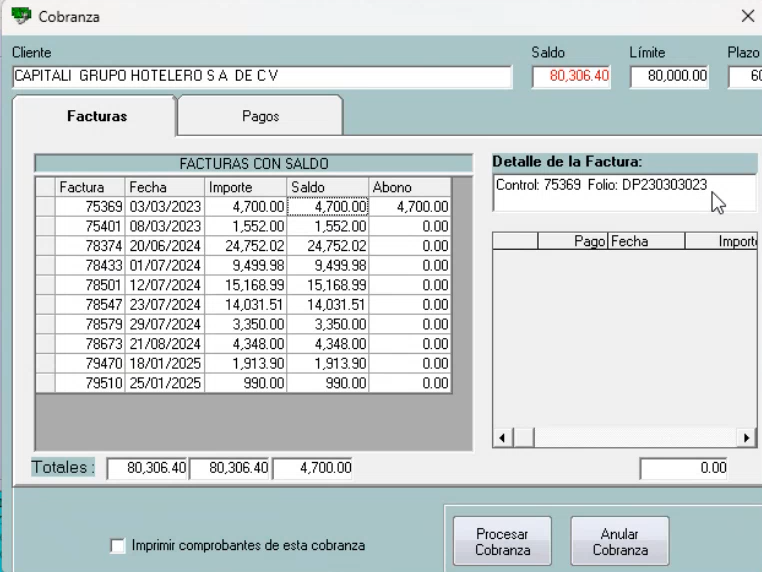 Cobranza
Cliente Saldo Límite Plazo
CAPITALI GRUPO HOTELERO S A DE C V 80,306.40 80,000.00 60
Facturas Pagos
FACTURAS CON SALDO
Factura Fecha Importe Saldo Abono
75369 03/03/2023 4,700.00 4,700.00 4,700.00
75401 08/03/2023 1,552.00 1,552.00 0.00
78374 20/06/2024 24,752.02 24,752.02 0.00
78433 01/07/2024 9,499.98 9,499.98 0.00
78501 12/07/2024 15,168.99 15,168.99 0.00
78547 23/07/2024 14,031.51 14,031.51 0.00
78579 29/07/2024 3,350.00 3,350.00 0.00
78673 21/08/2024 4,348.00 4,348.00 0.00
79470 18/01/2025 1,913.90 1,913.90 0.00
79510 25/01/2025 990.00 990.00 0.00
Totales : 80,306.40 80,306.40 4,700.00
Detalle de la Factura:
Control: 75369 Folio: DP230303023
Pago Fecha Import
0.00
Imprimir comprobantes de esta cobranza
Procesar
Cobranza
Anular
Cobranza